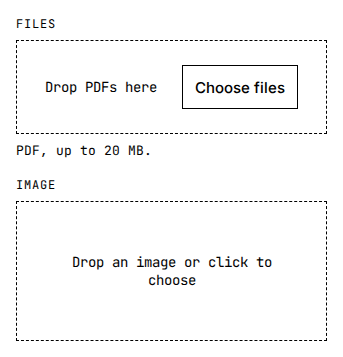 FILES
Drop PDFs here
Choose files
PDF, up to 20 MB.
IMAGE
Drop an image or click to
choose